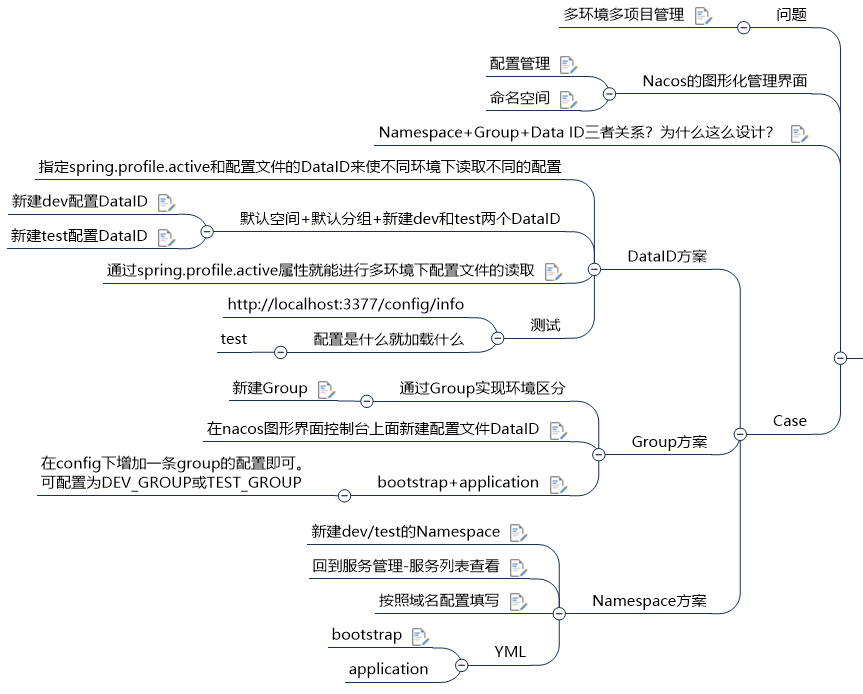 多环境多项目管理
问题
配置管理
Nacos的图形化管理界面
命名空间
Namespace+Group+Data ID三者关系？为什么这么设计？
指定spring.profile.active和配置文件的DataID来使不同环境下读取不同的配置
新建dev配置DataID
默认空间+默认分组+新建dev和test两个DataID
新建test配置DataID
DataID方案
通过spring.profile.active属性就能进行多环境下配置文件的读取
http://localhost:3377/config/info
测试
test
配置是什么就加载什么
新建Group
通过Group实现环境区分
Case
在nacos图形界面控制台上面新建配置文件DataID
Group方案
在config下增加一条group的配置即可。
可配置为DEV_GROUP或TEST_GROUP
bootstrap+application
新建dev/test的Namespace
回到服务管理-服务列表查看
按照域名配置填写
Namespace方案
bootstrap
YML
application